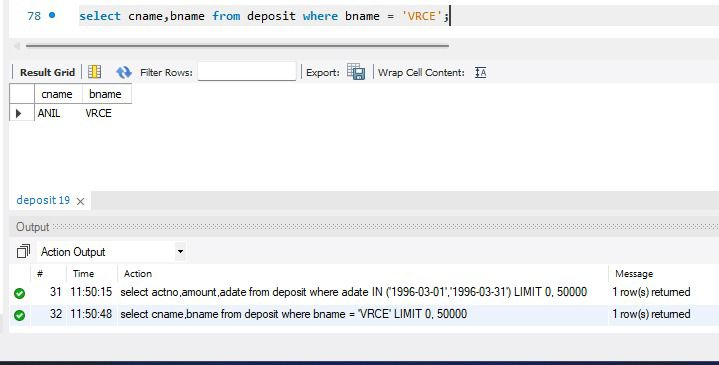 78 select cname,bname from deposit where bname = 'VRCE';
Result Grid Filter Rows: Export: Wrap Cell Content: IA
cname bname
ANIL VRCE
deposit 19
Output
Action Output
# Time Action Message
31 11:50:15 select actno,amount,adate from deposit where adate IN ('1996-03-01','1996-03-31') LIMIT 0, 50000 1 row(s) returned
32 11:50:48 select cname,bname from deposit where bname = 'VRCE' LIMIT 0, 50000 1 row(s) returned